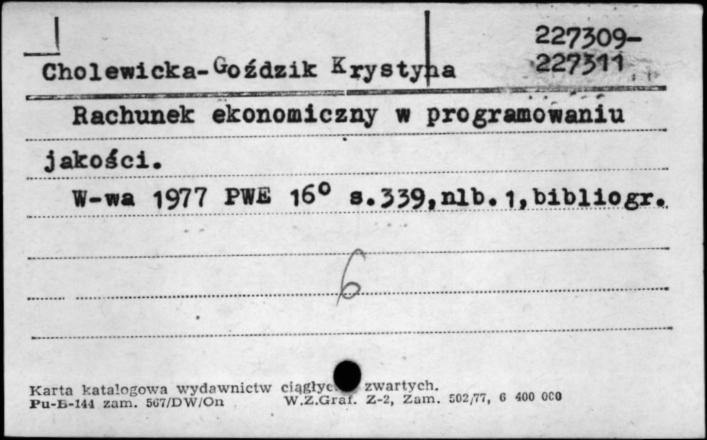 227309-
Cholewicka-Goździk Krystyna 227311
Rachunek ekonomiczny w programowaniu
jakości.
W-wa 1977 PWE 16° s.339,nlb.1,bibliogr.
6
Karta katalogowa wydawnictw ciągłych zwartych.
Pu-B-144 zam. 567/DW/On W.Z.Graf. Z-2, Zam. 502/77, 6 400 000